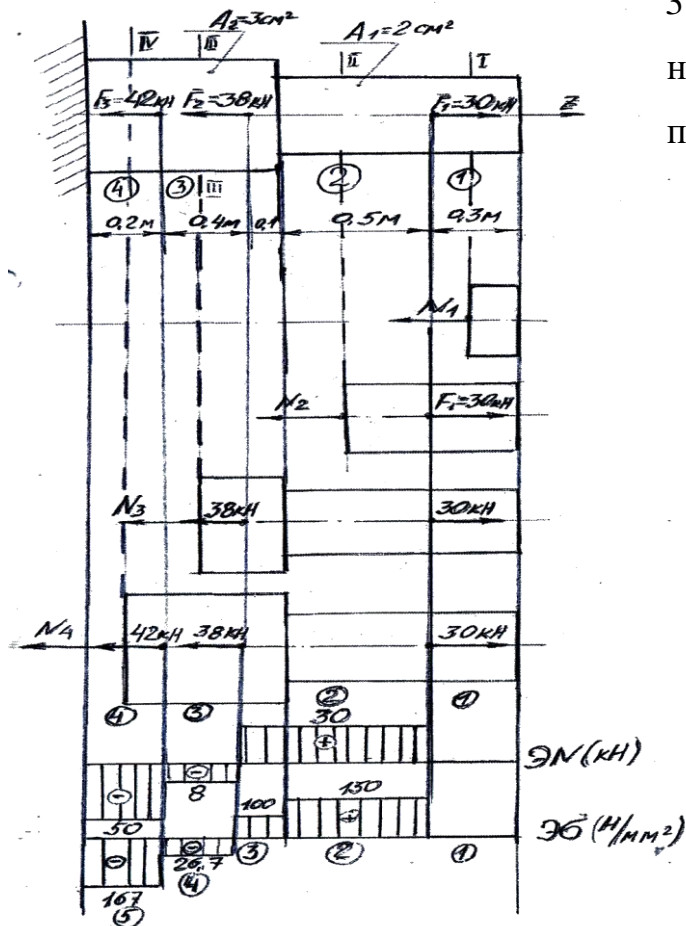 3
A₂=3см²
A₁=2см²
н
IV III II I
F₃=42кН F₂=38кН F₁=30кН Z
п
④ ③ III ② ①
0,2м 0,4м 0,1 0,5м 0,3м
N₁
N₂ F₁=30кН
N₃ 38кН 30кН
N₄ 42кН 38кН 30кН
④ ③ ② ①
30
+
ЭN(кН)
- -
8
150
100
50
+
Эб (Н/мм²)
- -
26,7
③ ② ①
④
167
⑤